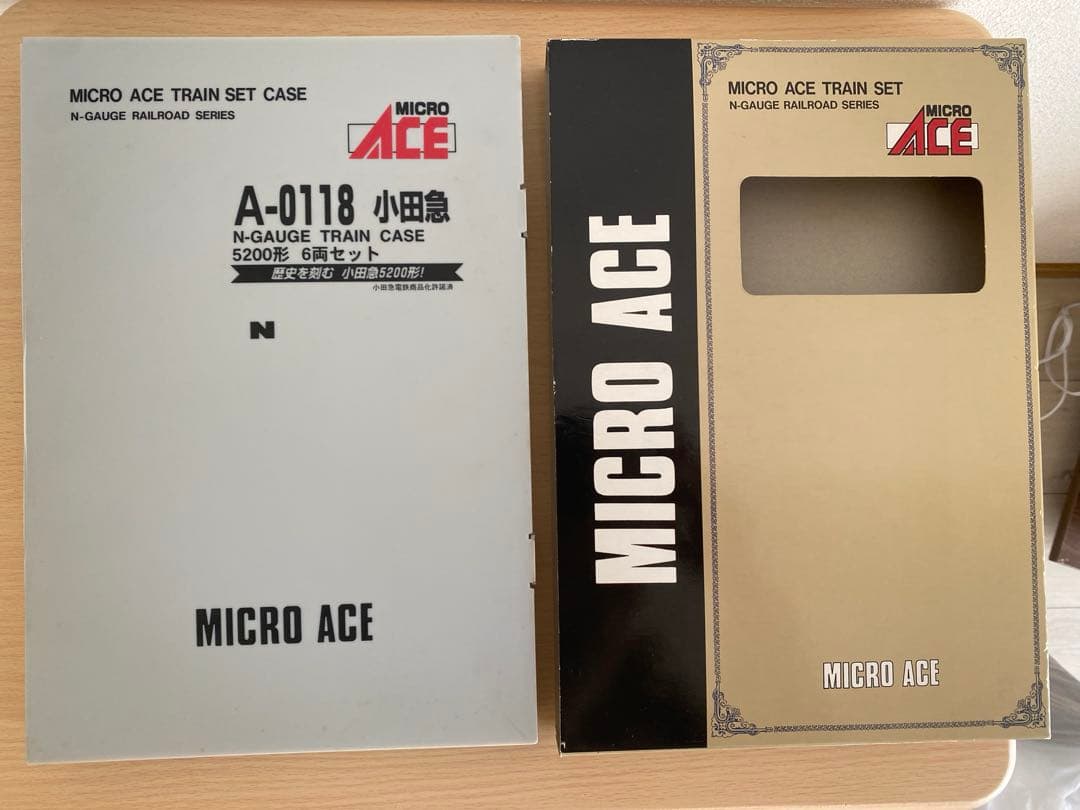 MICRO ACE TRAIN SET CASE
N-GAUGE RAILROAD SERIES
MICRO
ACE
A-0118 小田急
N-GAUGE TRAIN CASE
5200形 6両セット
歴史を刻む 小田急5200形!
小田急電鉄商品化許諾済
N
MICRO ACE
MICRO ACE
MICRO ACE TRAIN SET
N-GAUGE RAILROAD SERIES
MICRO
ACE
MICRO ACE